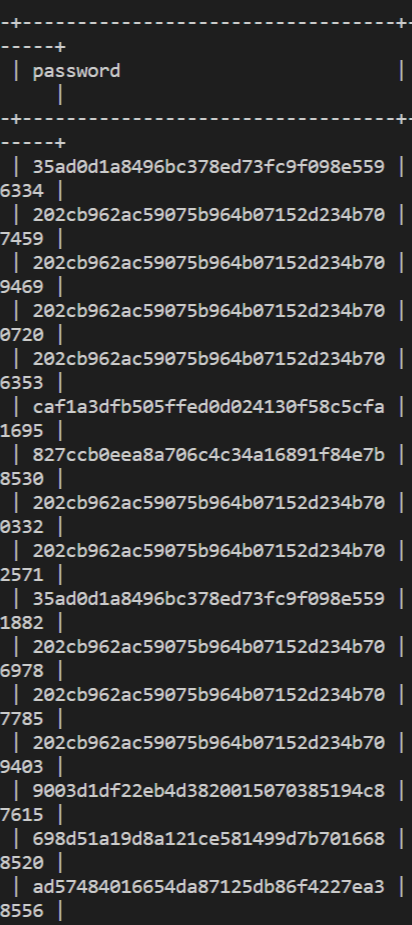 -+----------------------------------+-
-----+
| password |
|
-+----------------------------------+-
-----+
| 35ad0d1a8496bc378ed73fc9f098e559 |
6334 |
| 202cb962ac59075b964b07152d234b70 |
7459 |
| 202cb962ac59075b964b07152d234b70 |
9469 |
| 202cb962ac59075b964b07152d234b70 |
0720 |
| 202cb962ac59075b964b07152d234b70 |
6353 |
| caf1a3dfb505ffed0d024130f58c5cfa |
1695 |
| 827ccb0eea8a706c4c34a16891f84e7b |
8530 |
| 202cb962ac59075b964b07152d234b70 |
0332 |
| 202cb962ac59075b964b07152d234b70 |
2571 |
| 35ad0d1a8496bc378ed73fc9f098e559 |
1882 |
| 202cb962ac59075b964b07152d234b70 |
6978 |
| 202cb962ac59075b964b07152d234b70 |
7785 |
| 202cb962ac59075b964b07152d234b70 |
9403 |
| 9003d1df22eb4d3820015070385194c8 |
7615 |
| 698d51a19d8a121ce581499d7b701668 |
8520 |
| ad57484016654da87125db86f4227ea3 |
8556 |